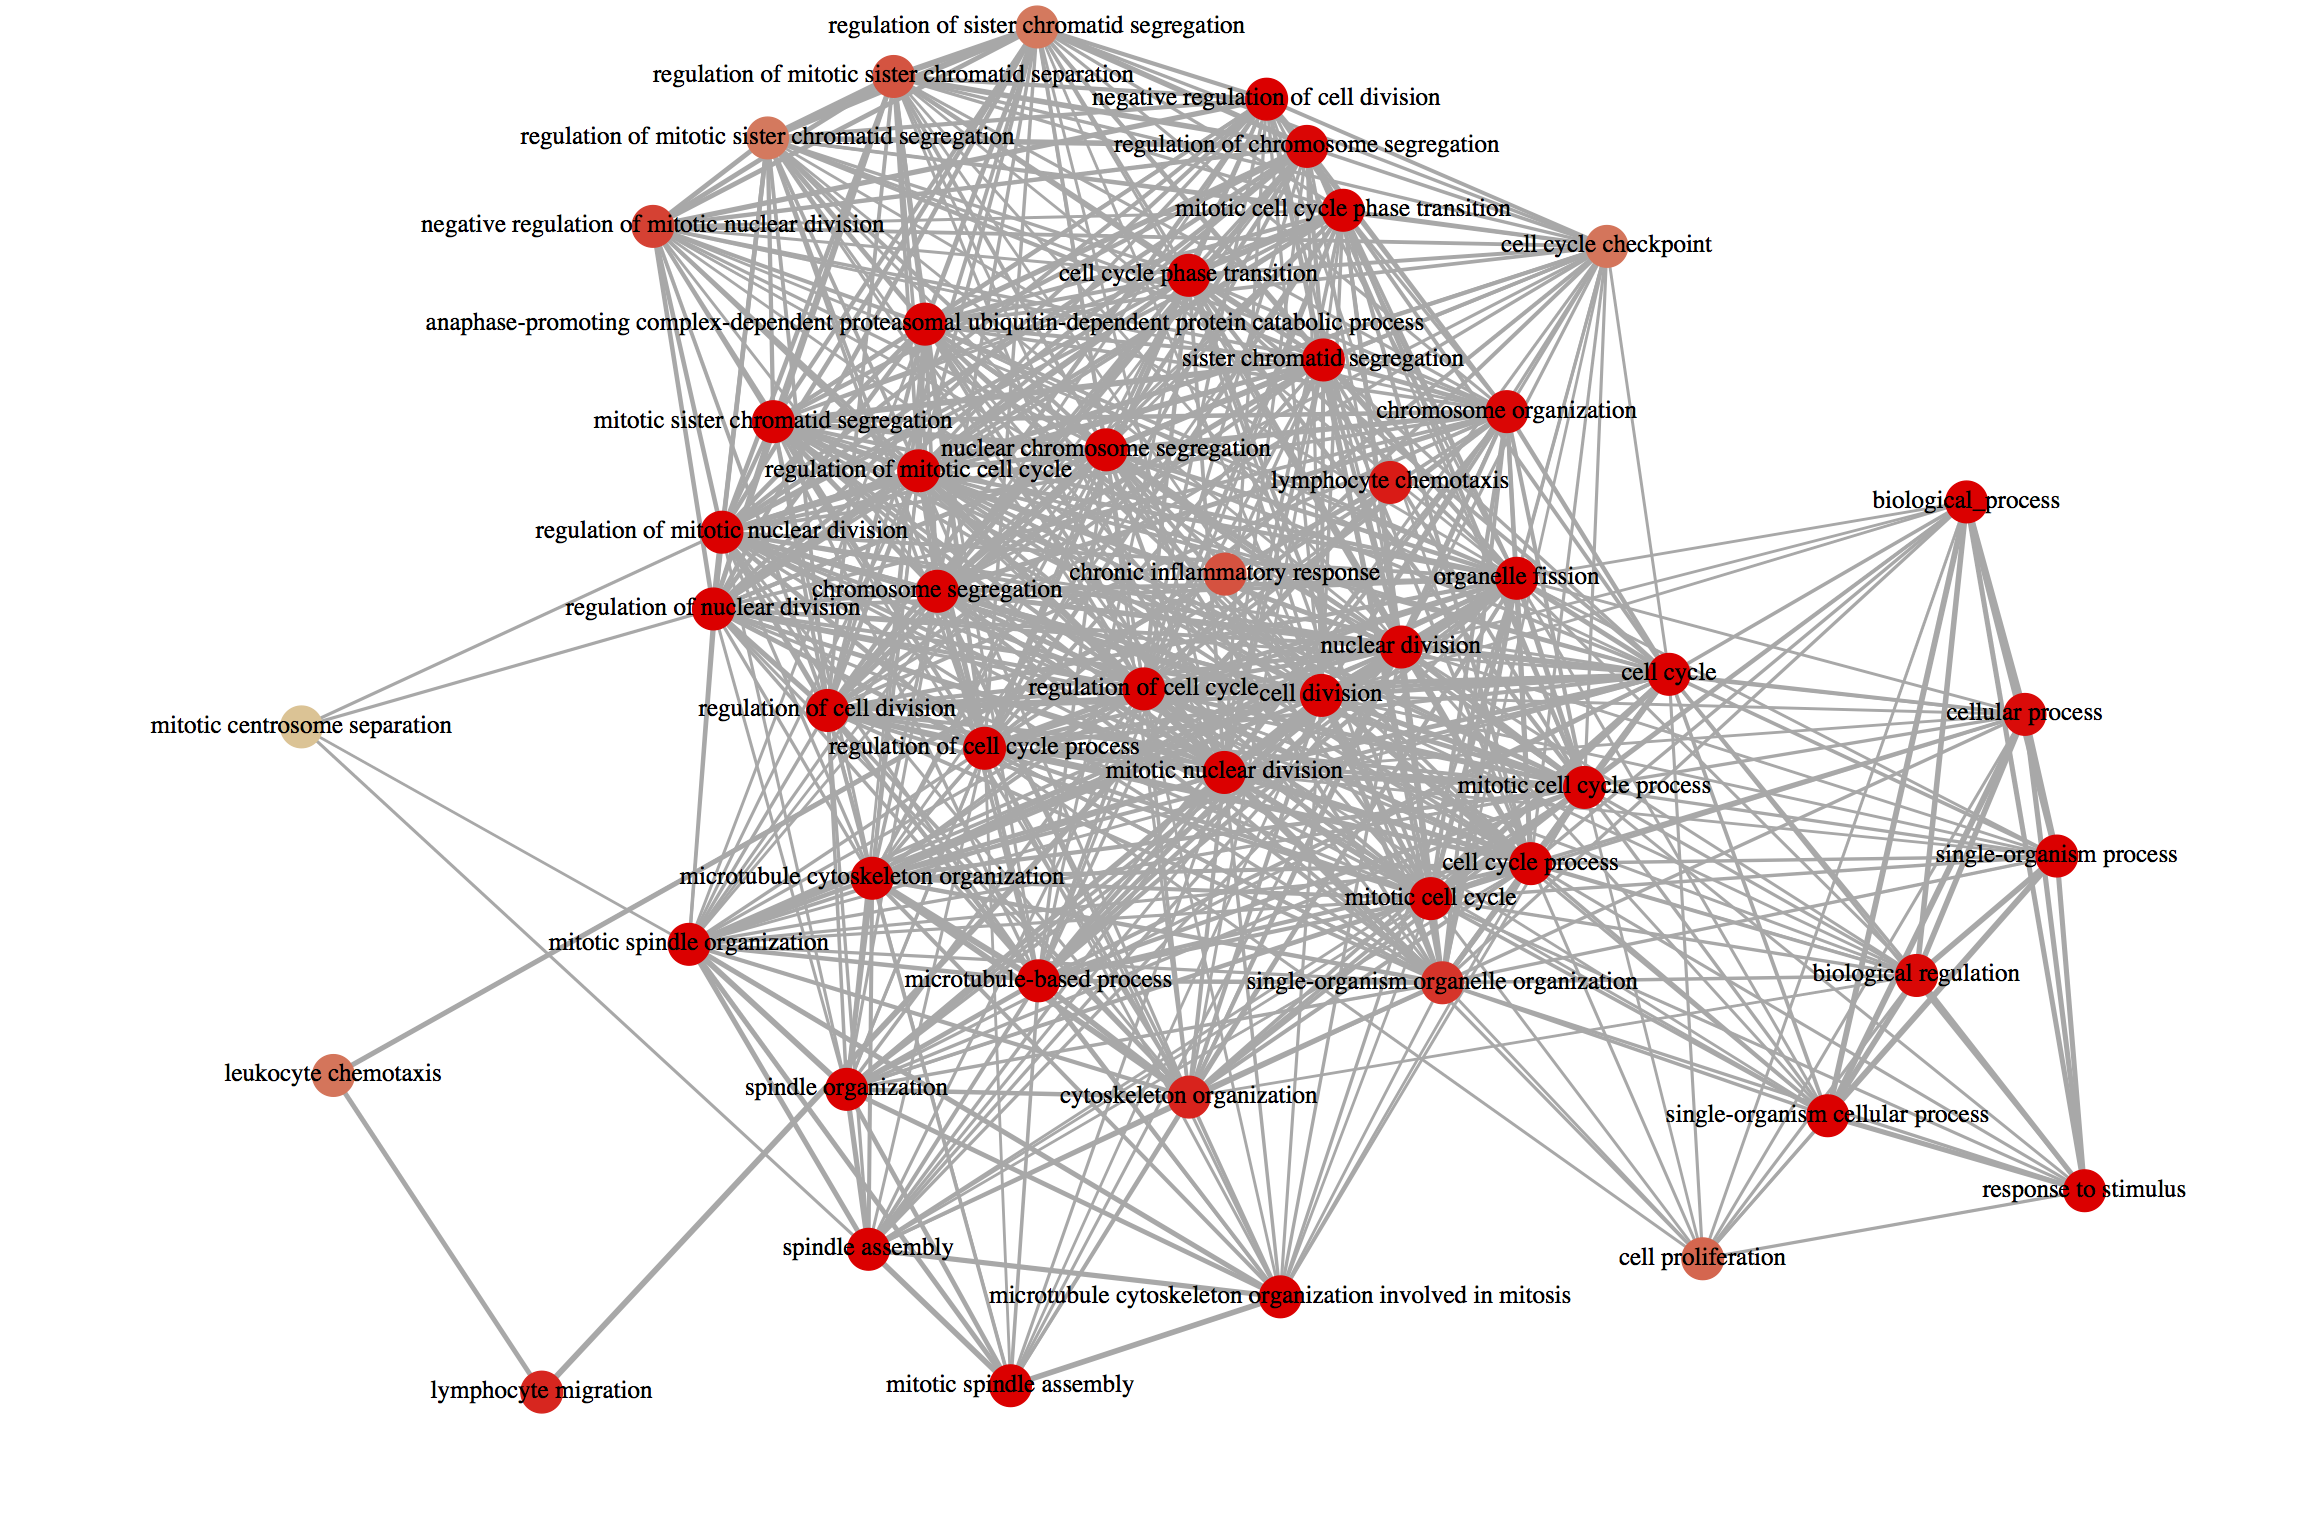 regulation of sister chromatid segregation
regulation of mitotic sister chromatid separation
negative regulation of cell division
regulation of mitotic sister chromatid segregation
regulation of chromosome segregation
mitotic cell cycle phase transition
negative regulation of mitotic nuclear division
cell cycle checkpoint
cell cycle phase transition
anaphase-promoting complex-dependent proteasomal ubiquitin-dependent protein catabolic process
sister chromatid segregation
chromosome organization
mitotic sister chromatid segregation
nuclear chromosome segregation
regulation of mitotic cell cycle
lymphocyte chemotaxis
biological_process
regulation of mitotic nuclear division
chronic inflammatory response
organelle fission
chromosome segregation
regulation of nuclear division
nuclear division
cell cycle
regulation of cell cycle
cell division
regulation of cell division
cellular process
mitotic centrosome separation
regulation of cell cycle process
mitotic nuclear division
mitotic cell cycle process
single-organism process
cell cycle process
microtubule cytoskeleton organization
mitotic cell cycle
mitotic spindle organization
biological regulation
microtubule-based process
single-organism organelle organization
leukocyte chemotaxis
spindle organization
cytoskeleton organization
single-organism cellular process
response to stimulus
spindle assembly
cell proliferation
microtubule cytoskeleton organization involved in mitosis
mitotic spindle assembly
lymphocyte migration